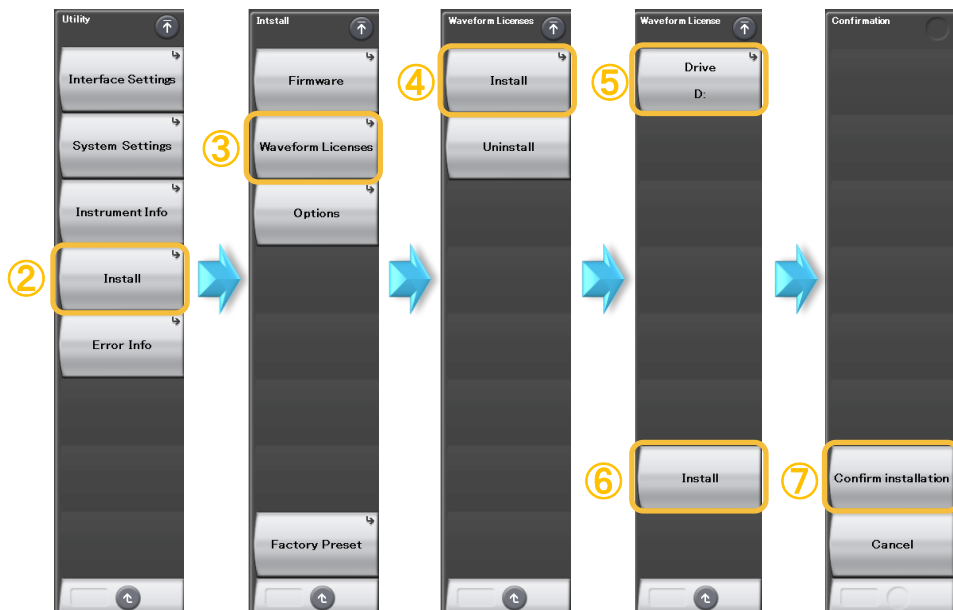 Utility
Interface Settings
System Settings
Instrument Info
② Install
Error Info
Intstall
Firmware
③ Waveform Licenses
Options
Factory Preset
Waveform Licenses
④ Install
Uninstall
Waveform License
⑤ Drive
D:
⑥ Install
Confirmation
⑦ Confirm installation
Cancel